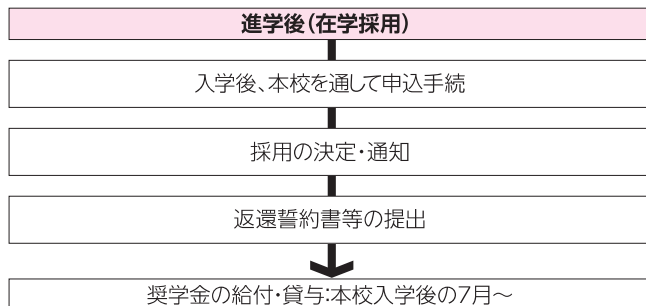 進学後(在学採用)
入学後、本校を通して申込手続
採用の決定・通知
返還誓約書等の提出
奨学金の給付・貸与:本校入学後の7月〜